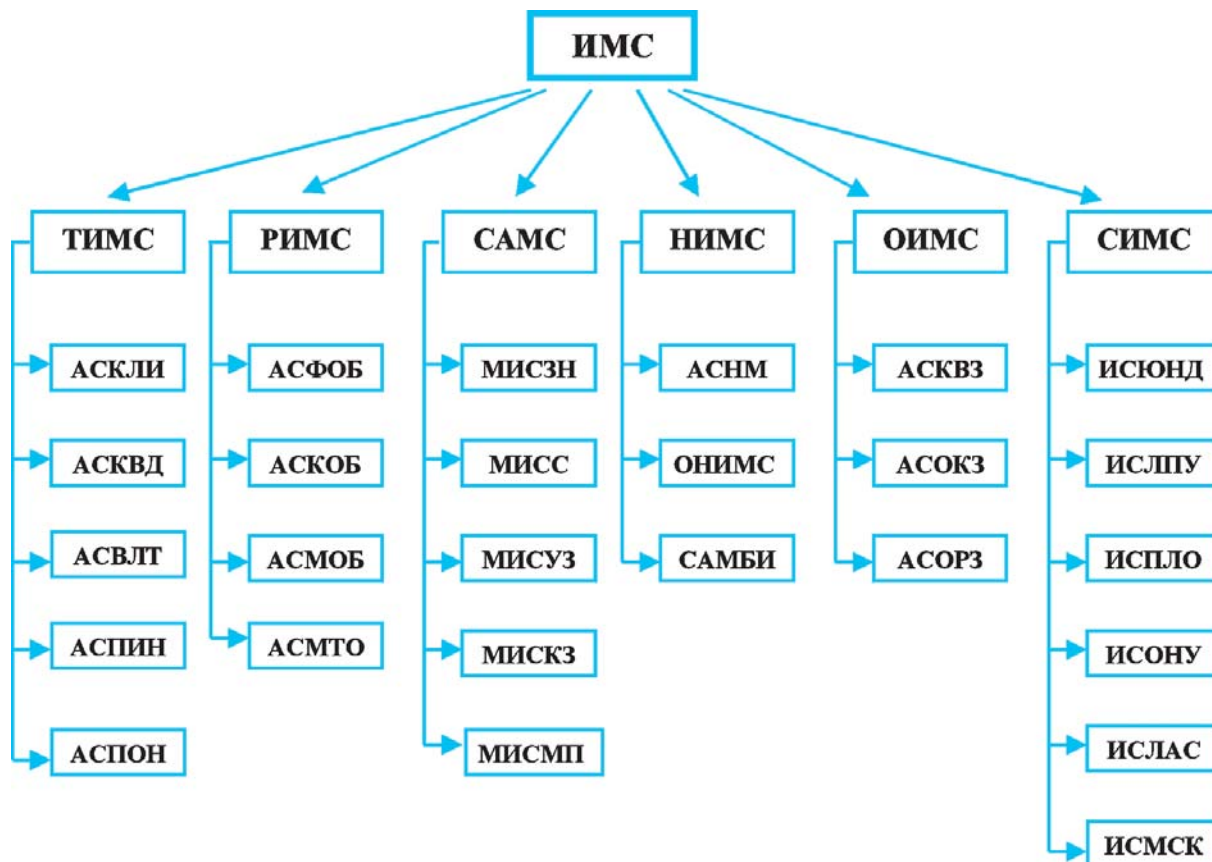 ИМС
ТИМС
РИМС
САМС
НИМС
ОИМС
СИМС
АСКЛИ
АСФОБ
МИСЗН
АСНМ
АСКВЗ
ИСЮНД
АСКВД
АСКОБ
МИСС
ОНИМС
АСОКЗ
ИСЛПУ
АСВЛТ
АСМОБ
МИСУЗ
САМБИ
АСОРЗ
ИСПЛО
АСПИН
АСМТО
МИСКЗ
ИСОНУ
АСПОН
МИСМП
ИСЛАС
ИСМСК